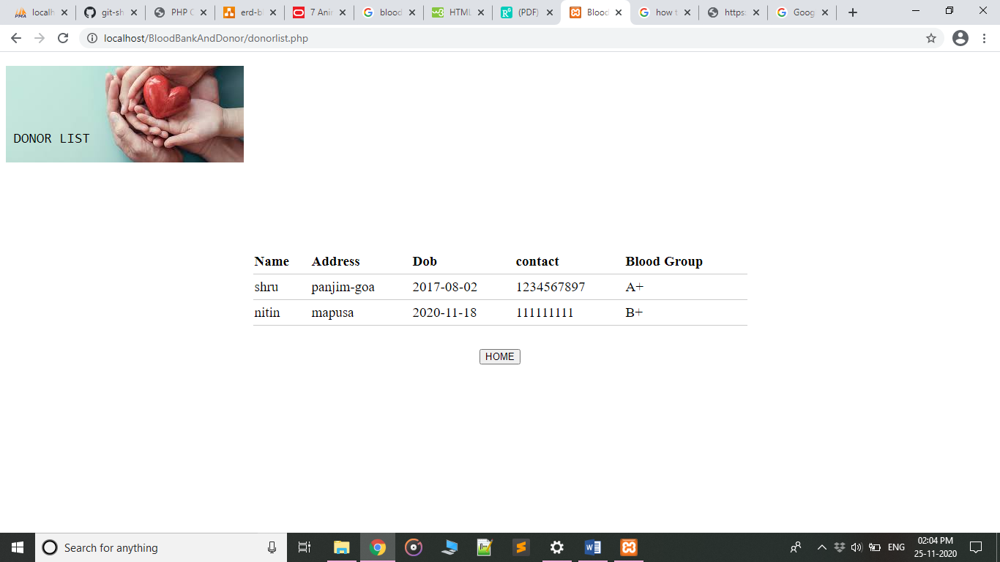 localh git-sh PHP C erd-bl 7 Anir blood HTML (PDF) Blood how t https: Goog
localhost/BloodBankAndDonor/donorlist.php
DONOR LIST
Name Address Dob contact Blood Group
shru panjim-goa 2017-08-02 1234567897 A+
nitin mapusa 2020-11-18 111111111 B+
HOME
Search for anything
ENG
02:04 PM
25-11-2020